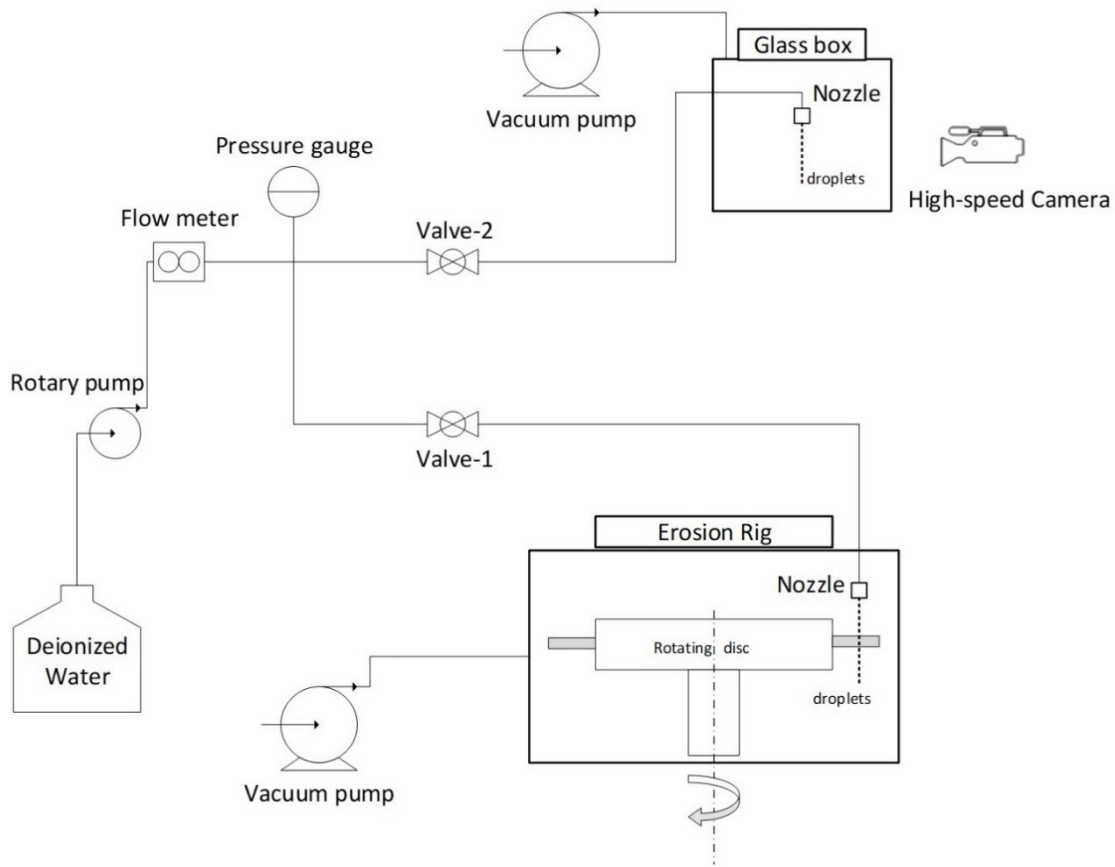 Glass box
Vacuum pump
Nozzle
droplets
High-speed Camera
Pressure gauge
Flow meter
Valve-2
Rotary pump
Valve-1
Erosion Rig
Nozzle
Rotating disc
droplets
Deionized
Water
Vacuum pump